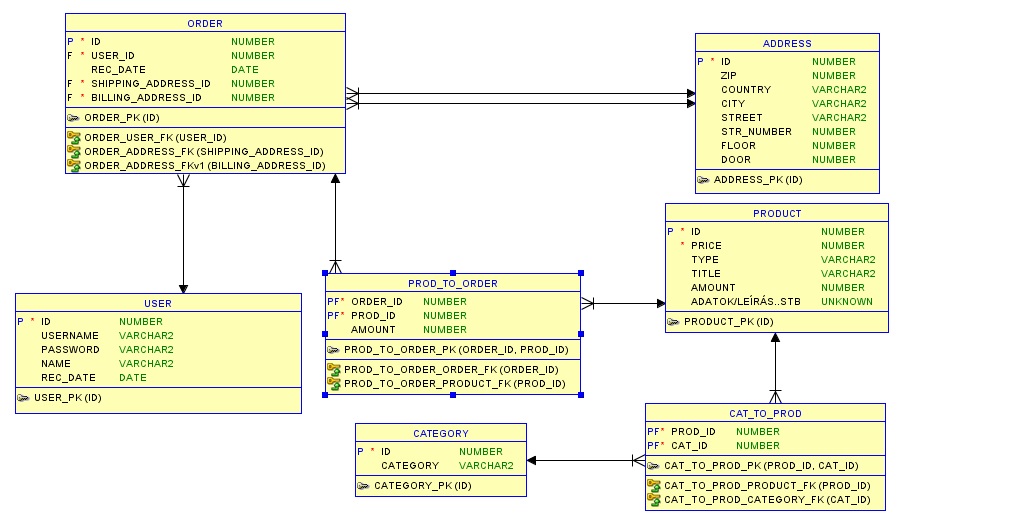 ORDER
P * ID NUMBER
F * USER_ID NUMBER
REC_DATE DATE
F * SHIPPING_ADDRESS_ID NUMBER
F * BILLING_ADDRESS_ID NUMBER
ORDER_PK (ID)
ORDER_USER_FK (USER_ID)
ORDER_ADDRESS_FK (SHIPPING_ADDRESS_ID)
ORDER_ADDRESS_FKv1 (BILLING_ADDRESS_ID)
ADDRESS
P * ID NUMBER
ZIP NUMBER
COUNTRY VARCHAR2
CITY VARCHAR2
STREET VARCHAR2
STR_NUMBER NUMBER
FLOOR NUMBER
DOOR NUMBER
ADDRESS_PK (ID)
PRODUCT
P * ID NUMBER
* PRICE NUMBER
TYPE VARCHAR2
TITLE VARCHAR2
AMOUNT NUMBER
ADATOK/LEÍRÁS..STB UNKNOWN
PRODUCT_PK (ID)
USER
P * ID NUMBER
USERNAME VARCHAR2
PASSWORD VARCHAR2
NAME VARCHAR2
REC_DATE DATE
USER_PK (ID)
PROD_TO_ORDER
PF* ORDER_ID NUMBER
PF* PROD_ID NUMBER
AMOUNT NUMBER
PROD_TO_ORDER_PK (ORDER_ID, PROD_ID)
PROD_TO_ORDER_ORDER_FK (ORDER_ID)
PROD_TO_ORDER_PRODUCT_FK (PROD_ID)
CATEGORY
P * ID NUMBER
CATEGORY VARCHAR2
CATEGORY_PK (ID)
CAT_TO_PROD
PF* PROD_ID NUMBER
PF* CAT_ID NUMBER
CAT_TO_PROD_PK (PROD_ID, CAT_ID)
CAT_TO_PROD_PRODUCT_FK (PROD_ID)
CAT_TO_PROD_CATEGORY_FK (CAT_ID)